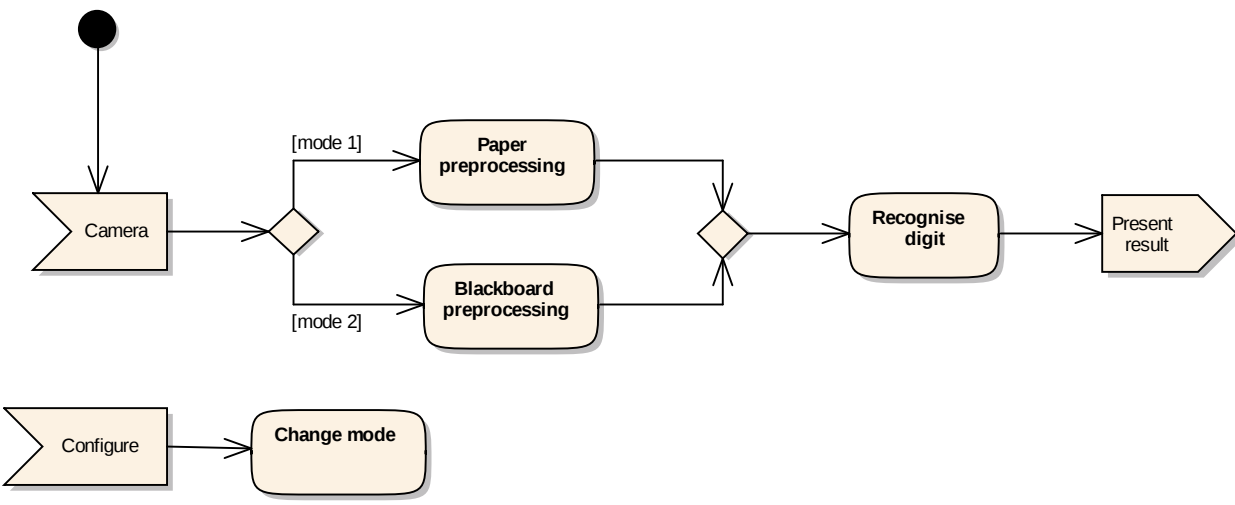 [mode 1]
Paper
preprocessing
Camera
Recognise
digit
Present
result
Blackboard
preprocessing
[mode 2]
Configure
Change mode